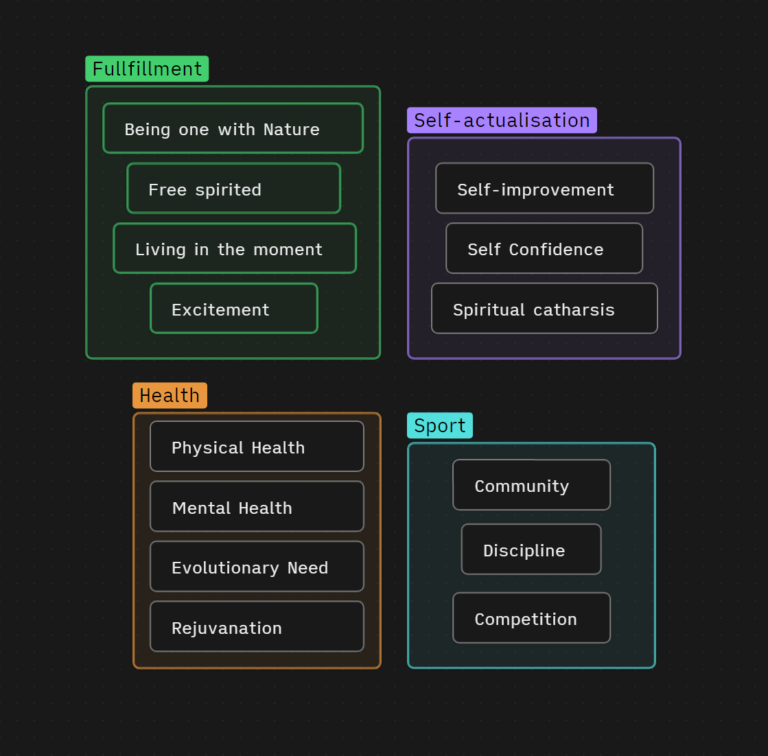 Fullfillment
Being one with Nature
Free spirited
Living in the moment
Excitement
Self-actualisation
Self-improvement
Self Confidence
Spiritual catharsis
Health
Physical Health
Mental Health
Evolutionary Need
Rejuvanation
Sport
Community
Discipline
Competition